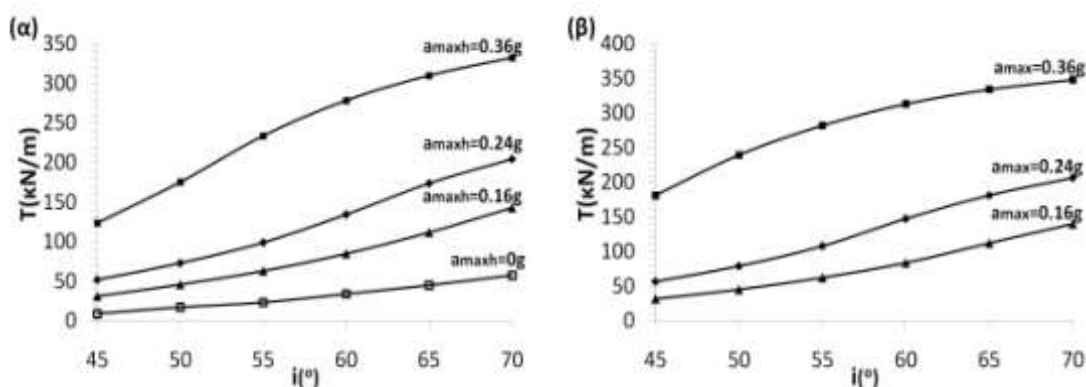 (α)
T(κN/m)
350
300
250
200
150
100
50
0
amaxh=0.36g
amaxh=0.24g
amaxh=0.16g
amaxh=0g
45 50 55 60 65 70
i(°)
(β)
T(κN/m)
400
350
300
250
200
150
100
50
0
amax=0.36g
amax=0.24g
amax=0.16g
45 50 55 60 65 70
i(°)